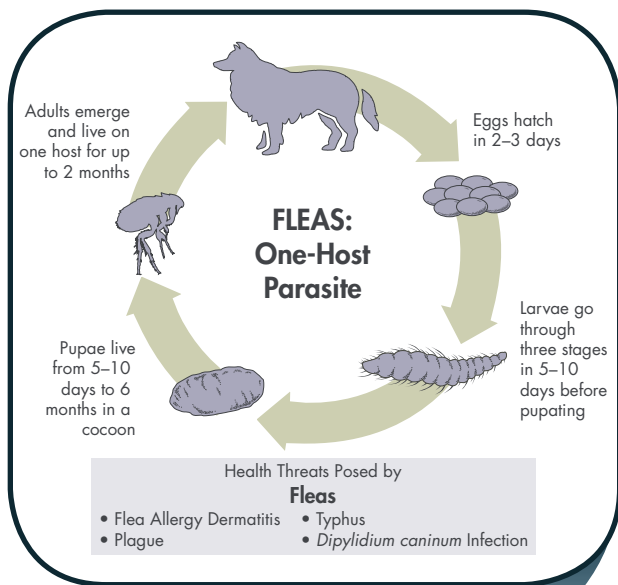 FLEAS:
One-Host
Parasite
Eggs hatch
in 2–3 days
Larvae go
through
three stages
in 5–10
days before
pupating
Pupae live
from 5–10
days to 6
months in a
cocoon
Adults emerge
and live on
one host for up
to 2 months
Health Threats Posed by
Fleas
• Flea Allergy Dermatitis
• Plague
• Typhus
• Dipylidium caninum Infection